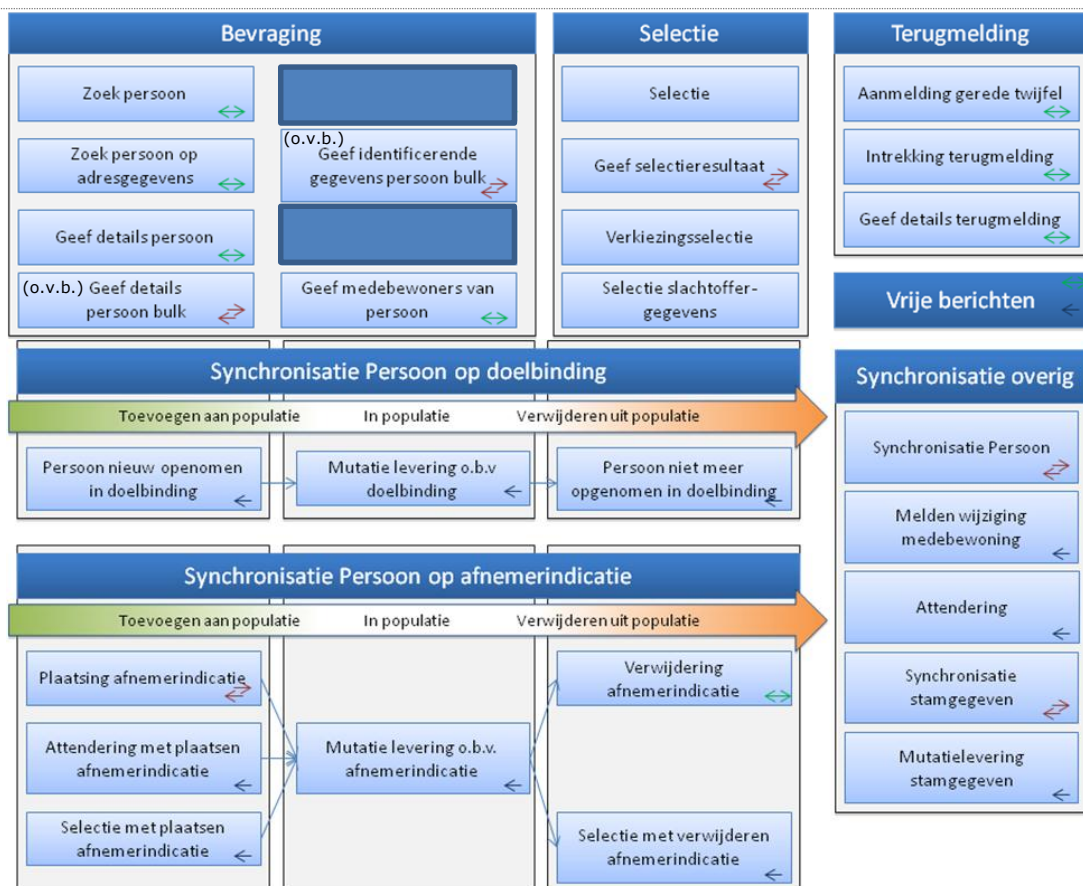 Bevraging
Zoek persoon
Zoek persoon op
adresgegevens
(o.v.b.)
Geef identificerende
gegevens persoon bulk
Geef details persoon
(o.v.b.) Geef details
persoon bulk
Geef medebewoners van
persoon
Selectie
Selectie
Geef selectieresultaat
Verkiezingsselectie
Selectie slachtoffer-
gegevens
Terugmelding
Aanmelding gerede twijfel
Intrekking terugmelding
Geef details terugmelding
Vrije berichten
Synchronisatie Persoon op doelbinding
Toevoegen aan populatie
In populatie
Verwijderen uit populatie
Persoon nieuw openomen
in doelbinding
Mutatie levering o.b.v
doelbinding
Persoon niet meer
opgenomen in doelbinding
Synchronisatie Persoon op afnemerindicatie
Toevoegen aan populatie
In populatie
Verwijderen uit populatie
Plaatsing afnemerindicatie
Attendering met plaatsen
afnemerindicatie
Selectie met plaatsen
afnemerindicatie
Mutatie levering o.b.v.
afnemerindicatie
Verwijdering
afnemerindicatie
Selectie met verwijderen
afnemerindicatie
Synchronisatie overig
Synchronisatie Persoon
Melden wijziging
medebewoning
Attendering
Synchronisatie
stamgegeven
Mutatielevering
stamgegeven